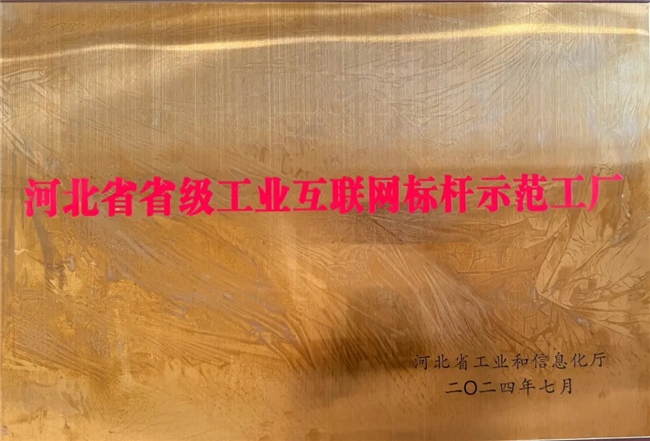 河北省省级工业互联网标杆示范工厂
河北省工业和信息化厅
二〇二四年七月